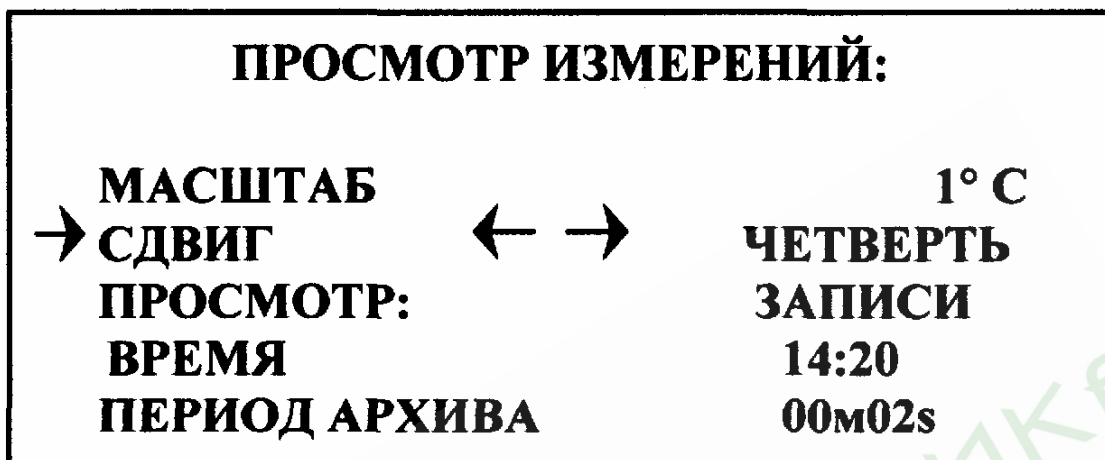 ПРОСМОТР ИЗМЕРЕНИЙ:
МАСШТАБ 1° C
→ СДВИГ ← → ЧЕТВЕРТЬ
ПРОСМОТР: ЗАПИСИ
ВРЕМЯ 14:20
ПЕРИОД АРХИВА 00м02s